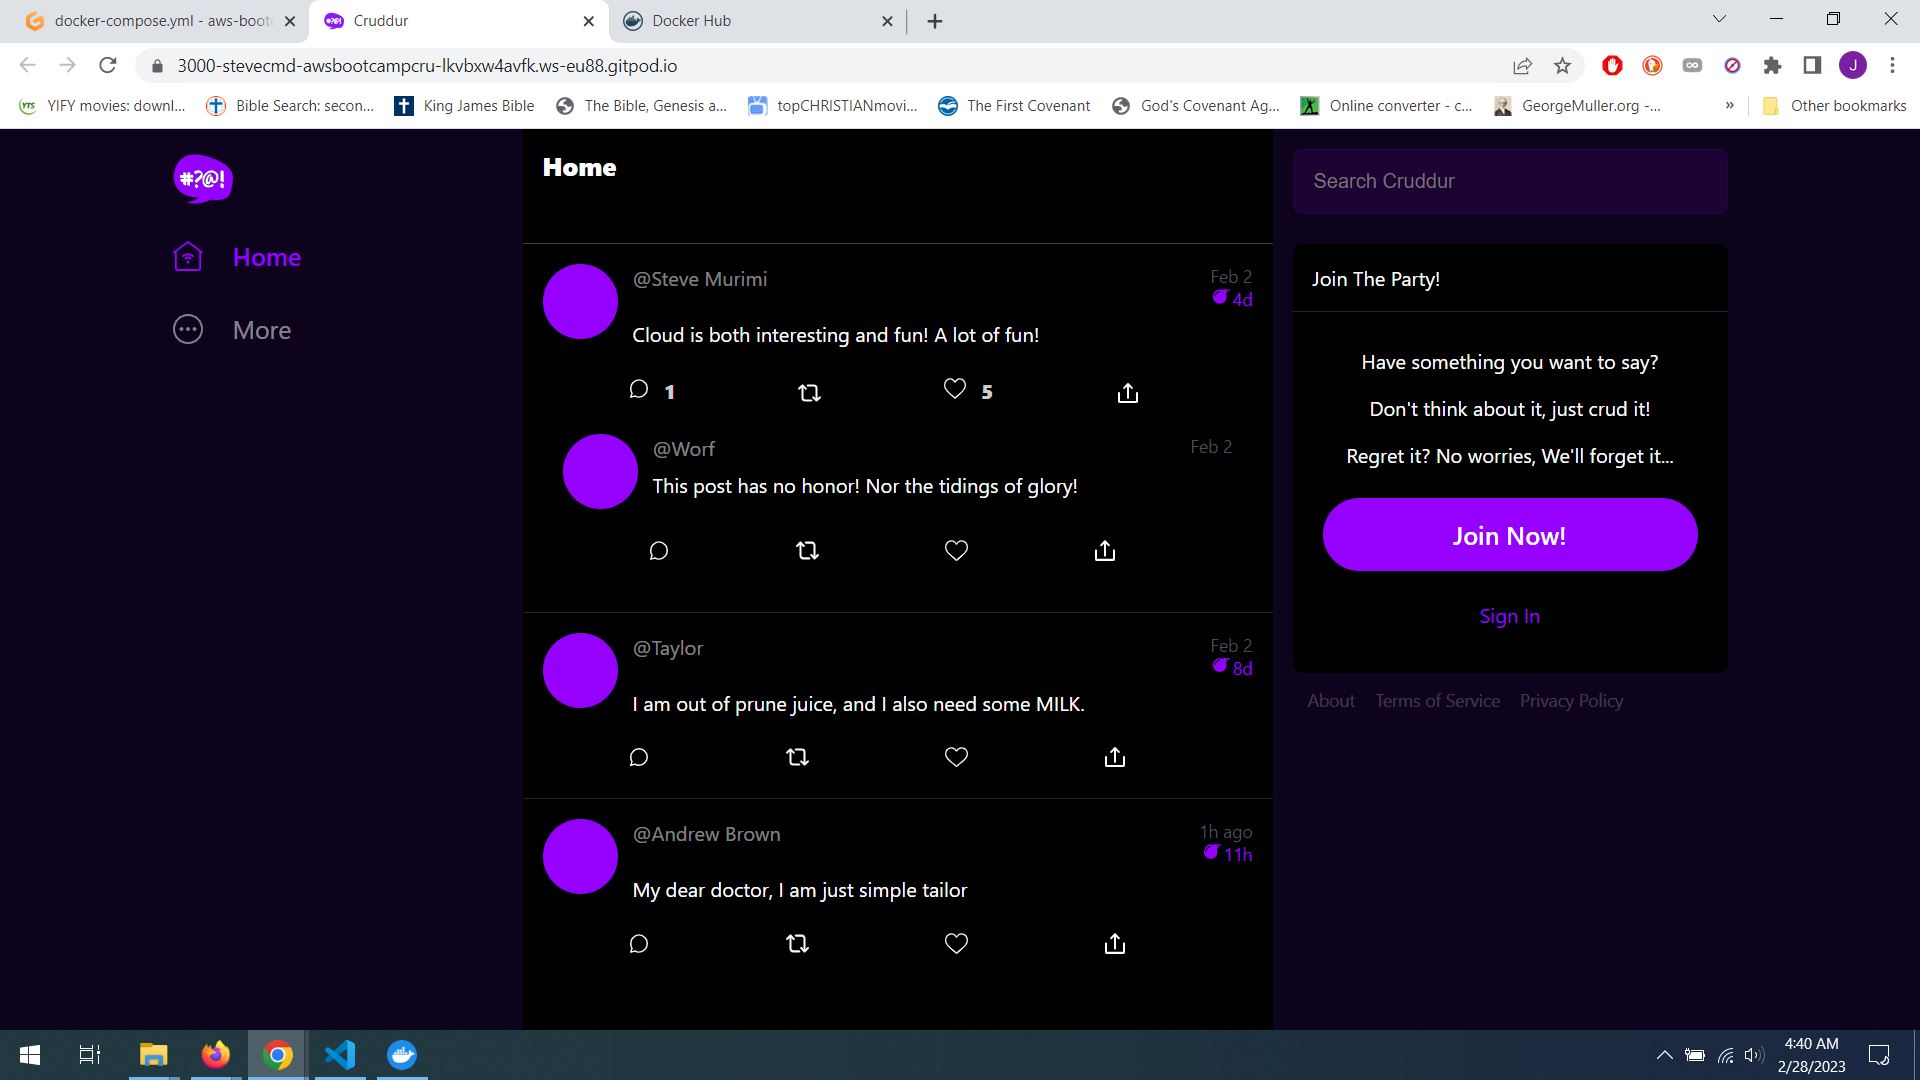 docker-compose.yml - aws-boot
Cruddur
Docker Hub
3000-stevecmd-awsbootcampcru-lkvbxw4avfk.ws-eu88.gitpod.io
J
YTS
YIFY movies: downl...
Bible Search: secon...
King James Bible
The Bible, Genesis a...
topCHRISTIANmovi...
The First Covenant
God's Covenant Ag...
Online converter - c...
GeorgeMuller.org -...
»
Other bookmarks
#?@!
Home
More
Home
@Steve Murimi
Feb 2
4d
Cloud is both interesting and fun! A lot of fun!
1
5
@Worf
Feb 2
This post has no honor! Nor the tidings of glory!
@Taylor
Feb 2
8d
I am out of prune juice, and I also need some MILK.
@Andrew Brown
1h ago
11h
My dear doctor, I am just simple tailor
Search Cruddur
Join The Party!
Have something you want to say?
Don't think about it, just crud it!
Regret it? No worries, We'll forget it...
Join Now!
Sign In
About Terms of Service Privacy Policy
4:40 AM
2/28/2023